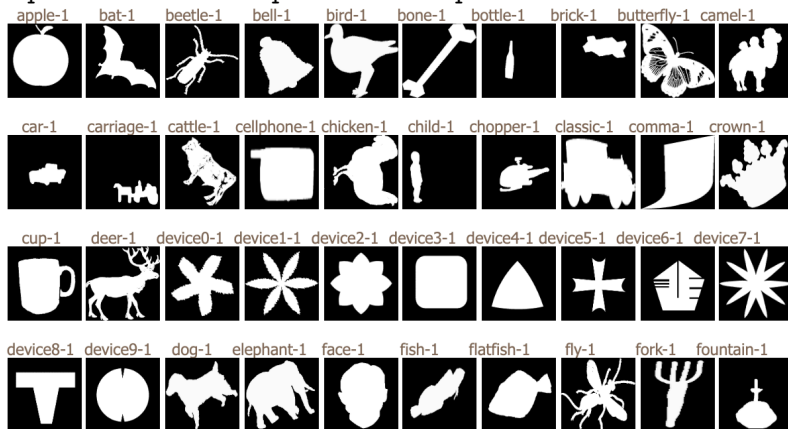 apple-1 bat-1 beetle-1 bell-1 bird-1 bone-1 bottle-1 brick-1 butterfly-1 camel-1
car-1 carriage-1 cattle-1 cellphone-1 chicken-1 child-1 chopper-1 classic-1 comma-1 crown-1
cup-1 deer-1 device0-1 device1-1 device2-1 device3-1 device4-1 device5-1 device6-1 device7-1
device8-1 device9-1 dog-1 elephant-1 face-1 fish-1 flatfish-1 fly-1 fork-1 fountain-1